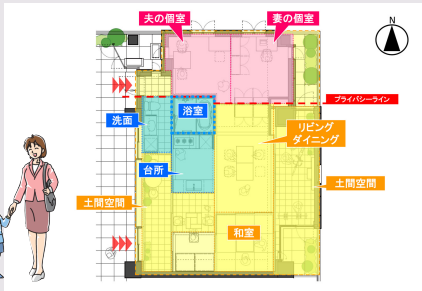 夫の個室
妻の個室
N
プライバシーライン
浴室
洗面
リビング
ダイニング
台所
土間空間
土間空間
和室